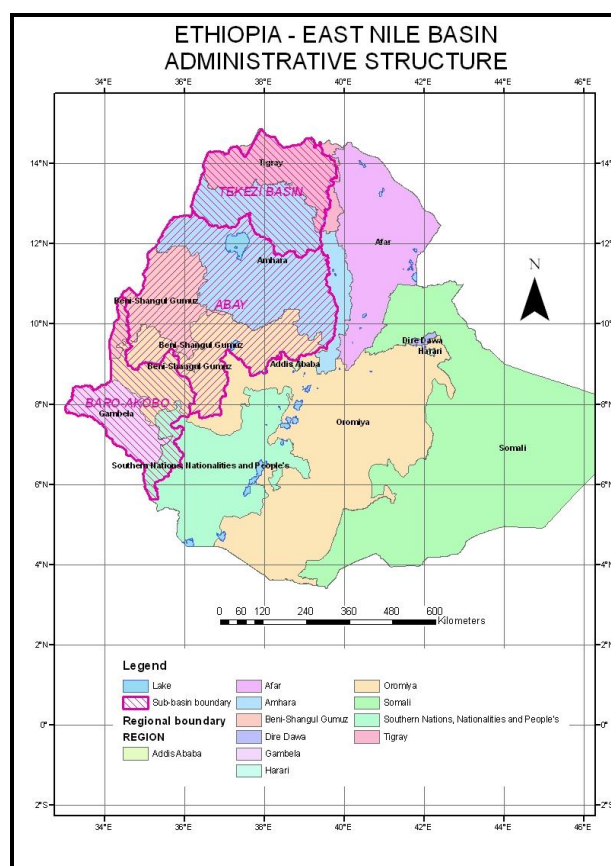 ETHIOPIA - EAST NILE BASIN
ADMINISTRATIVE STRUCTURE
34°E 36°E 38°E 40°E 42°E 44°E 46°E
14°N 14°N
Tigray
TEKEZI BASIN
12°N 12°N
Afar
Amhara
N
Beni-Shangul Gumuz
ABAY
10°N 10°N
Beni-Shangul Gumuz
Dire Dawa
Harari
Beni-Shangul Gumuz
Addis Ababa
8°N 8°N
BARO-AKOBO
Gambela
Oromiya
Somali
Southern Nations, Nationalities and People's
6°N 6°N
4°N 4°N
0 60 120 240 360 480 600
Kilometers
2°N 2°N
Legend
Lake
Sub-basin boundary
Regional boundary
REGION
Addis Ababa
Afar
Amhara
Beni-Shangul Gumuz
Dire Dawa
Gambela
Harari
Oromiya
Somali
Southern Nations, Nationalities and People's
Tigray
0° 0°
2°S 2°S
34°E 36°E 38°E 40°E 42°E 44°E 46°E